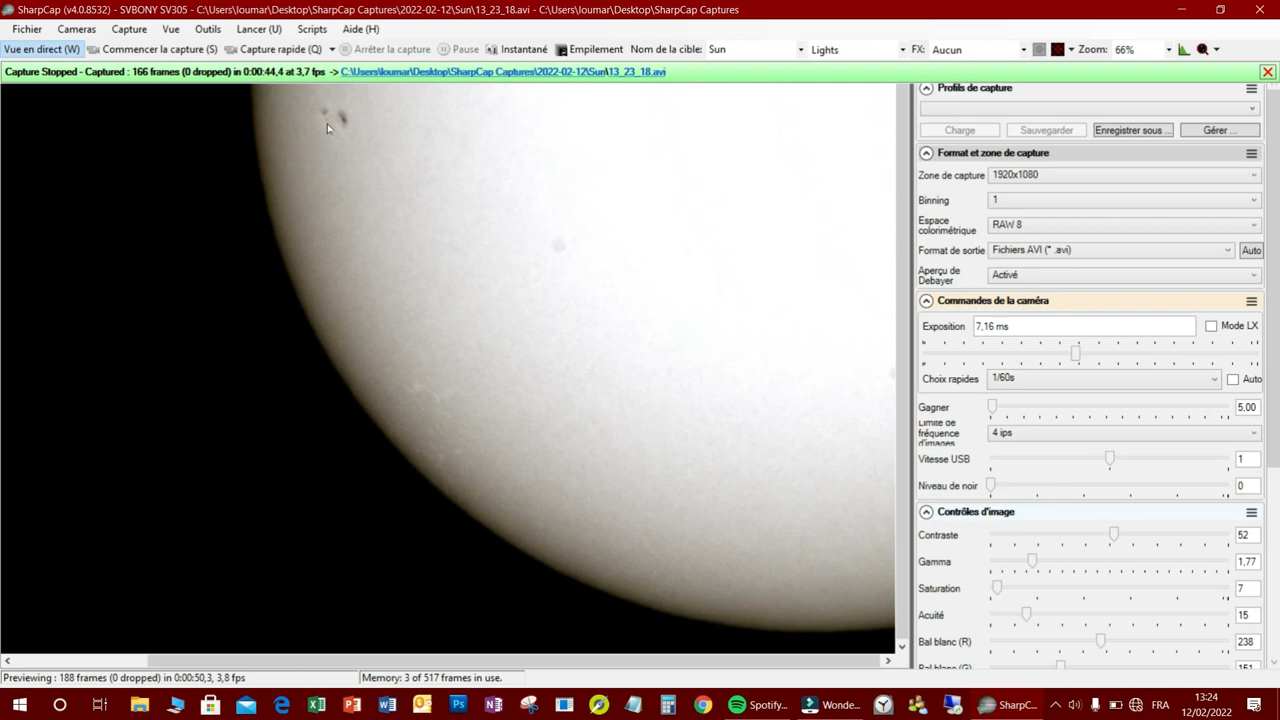 SharpCap (v4.0.8532) - SVBONY SV305 - C:\Users\loumar\Desktop\SharpCap Captures\2022-02-12\Sun\13_23_18.avi - C:\Users\loumar\Desktop\SharpCap Captures
Fichier Cameras Capture Vue Outils Lancer (U) Scripts Aide (H)
Vue en direct (W) Commencer la capture (S) Capture rapide (Q) Arrêter la capture Pause Instantané Empilement Nom de la cible: Sun Lights FX: Aucun Zoom: 66%
Capture Stopped - Captured : 166 frames (0 dropped) in 0:00:44,4 at 3,7 fps -> C:\Users\loumar\Desktop\SharpCap Captures\2022-02-12\Sun\13_23_18.avi
Profils de capture
Charge Sauvegarder Enregistrer sous ... Gérer ...
Format et zone de capture
Zone de capture 1920x1080
Binning 1
Espace colorimétrique RAW 8
Format de sortie Fichiers AVI (* .avi) Auto
Aperçu de Debayer Activé
Commandes de la caméra
Exposition 7,16 ms Mode LX
Choix rapides 1/60s Auto
Gagner 5,00
Limite de fréquence d'images 4 ips
Vitesse USB 1
Niveau de noir 0
Contrôles d'image
Contraste 52
Gamma 1,77
Saturation 7
Acuité 15
Bal blanc (R) 238
Bal blanc (G) 151
Previewing : 188 frames (0 dropped) in 0:00:50,3, 3,8 fps Memory: 3 of 517 frames in use.
Spotify... Wonde... SharpC... FRA 13:24
12/02/2022